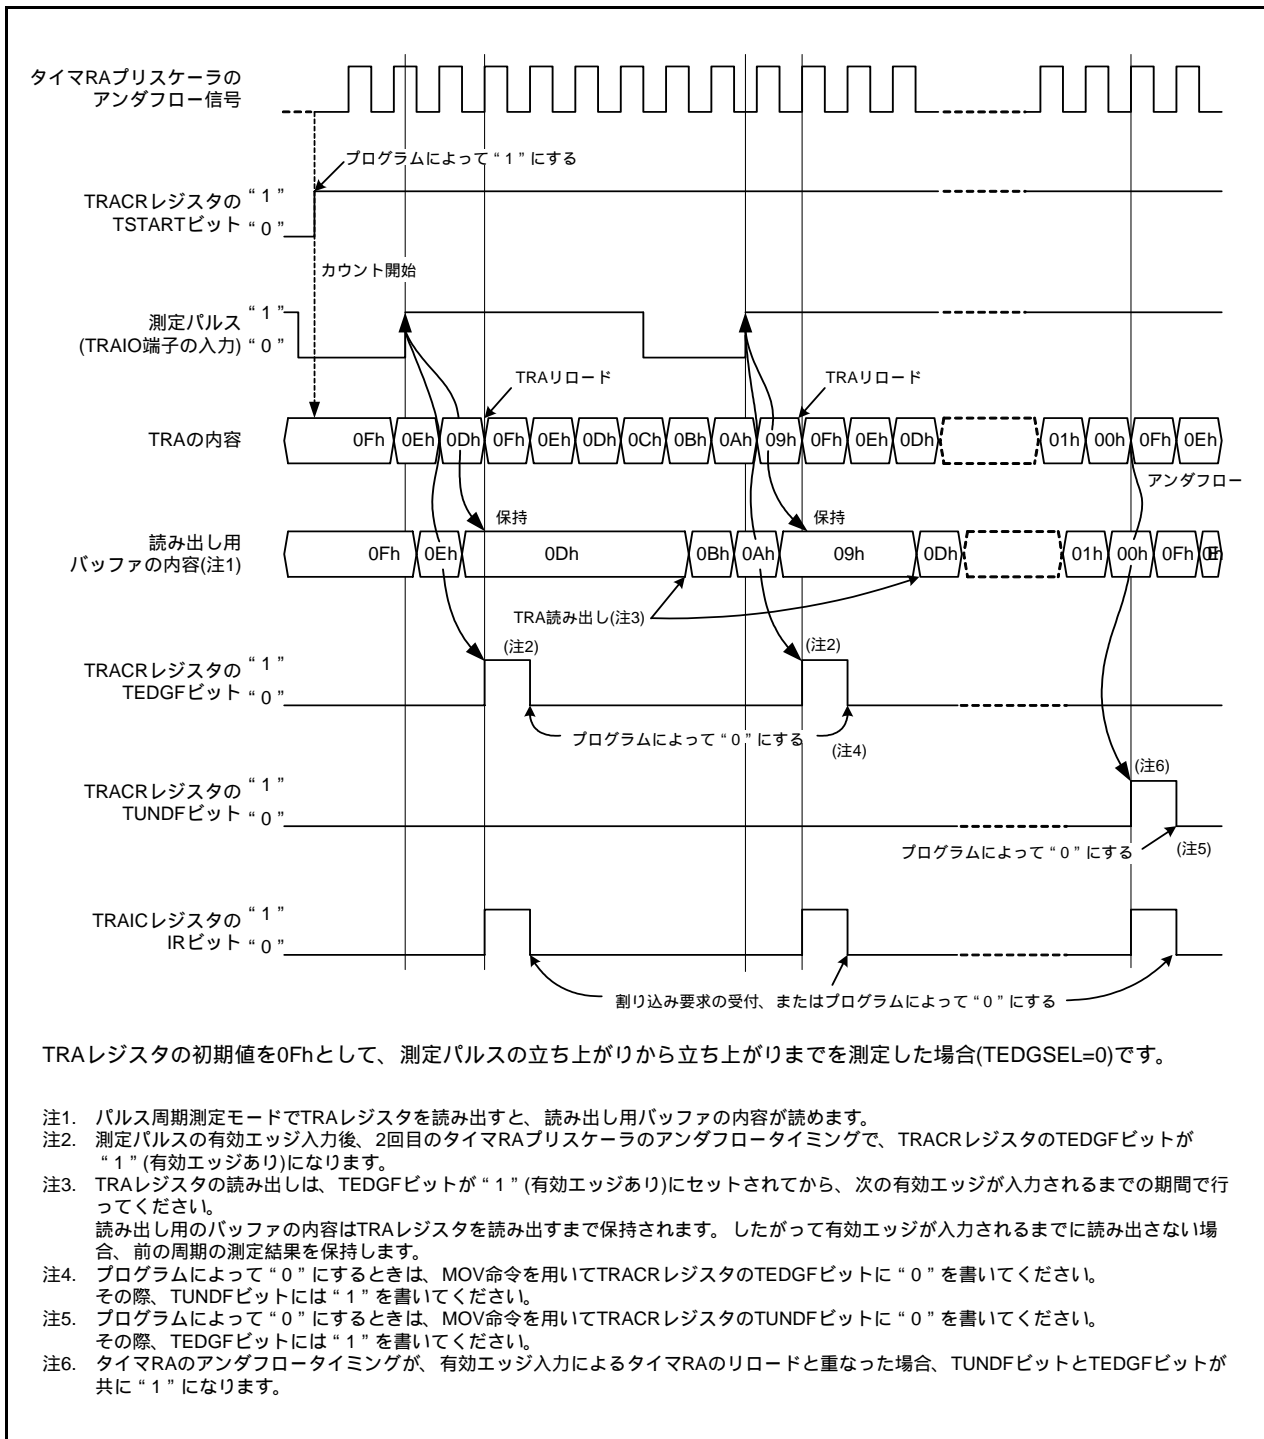 タイマRAプリスケーラの
アンダフロー信号
プログラムによって“1”にする
TRACRレジスタの “1”
TSTARTビット “0”
カウント開始
測定パルス “1”
(TRAIO端子の入力) “0”
TRAリロード TRAリロード
TRAの内容 0Fh 0Eh 0Dh 0Fh 0Eh 0Dh 0Ch 0Bh 0Ah 09h 0Fh 0Eh 0Dh 01h 00h 0Fh 0Eh
アンダフロー
保持 保持
読み出し用
バッファの内容(注1) 0Fh 0Eh 0Dh 0Bh 0Ah 09h 0Dh 01h 00h 0Fh
TRA読み出し(注3)
(注2) (注2)
TRACRレジスタの “1”
TEDGFビット “0”
プログラムによって“0”にする (注4)
(注6)
TRACRレジスタの “1”
TUNDFビット “0”
プログラムによって“0”にする (注5)
TRAICレジスタの “1”
IRビット “0”
割り込み要求の受付、またはプログラムによって“0”にする
TRAレジスタの初期値を0Fhとして、測定パルスの立ち上がりから立ち上がりまでを測定した場合(TEDGSEL=0)です。
注1. パルス周期測定モードでTRAレジスタを読み出すと、読み出し用バッファの内容が読めます。
注2. 測定パルスの有効エッジ入力後、2回目のタイマRAプリスケーラのアンダフロータイミングで、TRACRレジスタのTEDGFビットが
“1”(有効エッジあり)になります。
注3. TRAレジスタの読み出しは、TEDGFビットが“1”(有効エッジあり)にセットされてから、次の有効エッジが入力されるまでの期間で行
ってください。
読み出し用のバッファの内容はTRAレジスタを読み出すまで保持されます。したがって有効エッジが入力されるまでに読み出さない場
合、前の周期の測定結果を保持します。
注4. プログラムによって“0”にするときは、MOV命令を用いてTRACRレジスタのTEDGFビットに“0”を書いてください。
その際、TUNDFビットには“1”を書いてください。
注5. プログラムによって“0”にするときは、MOV命令を用いてTRACRレジスタのTUNDFビットに“0”を書いてください。
その際、TEDGFビットには“1”を書いてください。
注6. タイマRAのアンダフロータイミングが、有効エッジ入力によるタイマRAのリロードと重なった場合、TUNDFビットとTEDGFビットが
共に“1”になります。